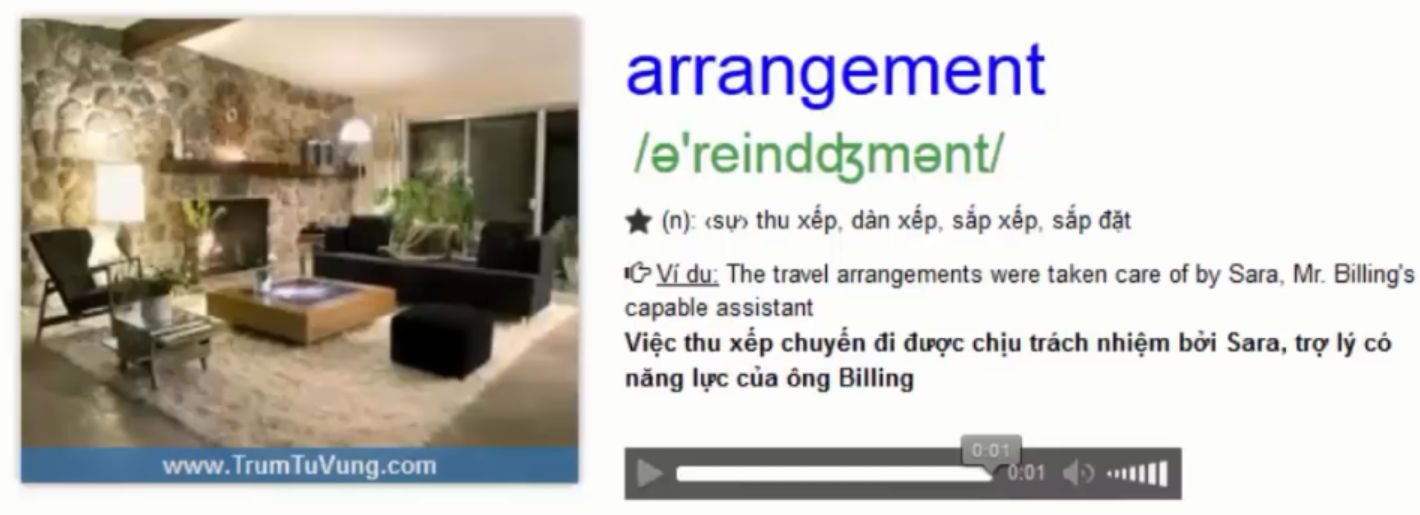 arrangement
/ə'reindʤmənt/
★ (n): ‹sự› thu xếp, dàn xếp, sắp xếp, sắp đặt
Ví dụ: The travel arrangements were taken care of by Sara, Mr. Billing's
capable assistant
Việc thu xếp chuyến đi được chịu trách nhiệm bởi Sara, trợ lý có
năng lực của ông Billing
www.TrumTuVung.com
0:01
0:01